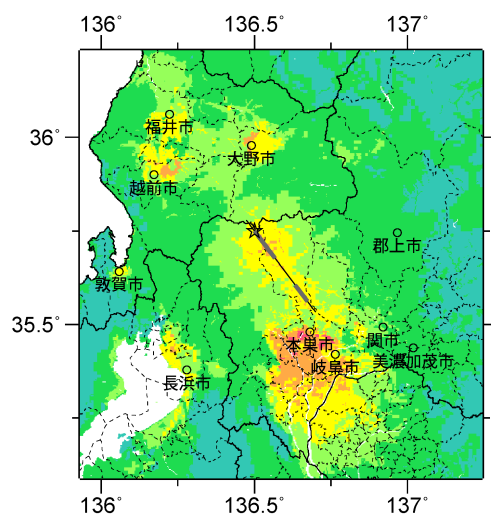 136° 136.5° 137°
36°
福井市
大野市
越前市
郡上市
敦賀市
35.5°
本巣市
関市
岐阜市
美濃加茂市
長浜市
136° 136.5° 137°